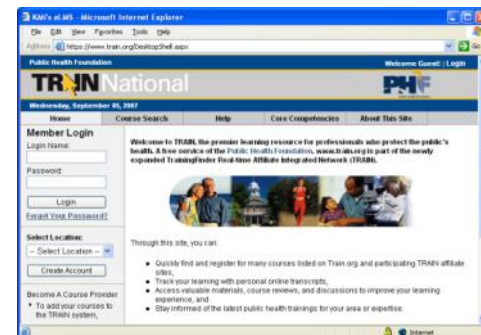 KMi's eLMS - Microsoft Internet Explorer
File Edit View Favorites Tools Help
Address https://www.train.org/DesktopShell.aspx Go
Public Health Foundation Welcome Guest! | Login
TRAIN National PHF
Wednesday, September 05, 2007
Home Course Search Help Core Competencies About This Site
Member Login
Login Name:
Password:
Login
Forgot Your Password?
Select Location:
-- Select Location --
Create Account
Become A Course Provider
To add your courses to
the TRAIN system,
Welcome to TRAIN, the premier learning resource for professionals who protect the public's
health. A free service of the Public Health Foundation, www.train.org is part of the newly
expanded TrainingFinder Real-time Affiliate Integrated Network (TRAIN).
Through this site, you can:
Quickly find and register for many courses listed on Train.org and participating TRAIN affiliate
sites,
Track your learning with personal online transcripts,
Access valuable materials, course reviews, and discussions to improve your learning
experience, and
Stay informed of the latest public health trainings for your area or expertise.
Internet